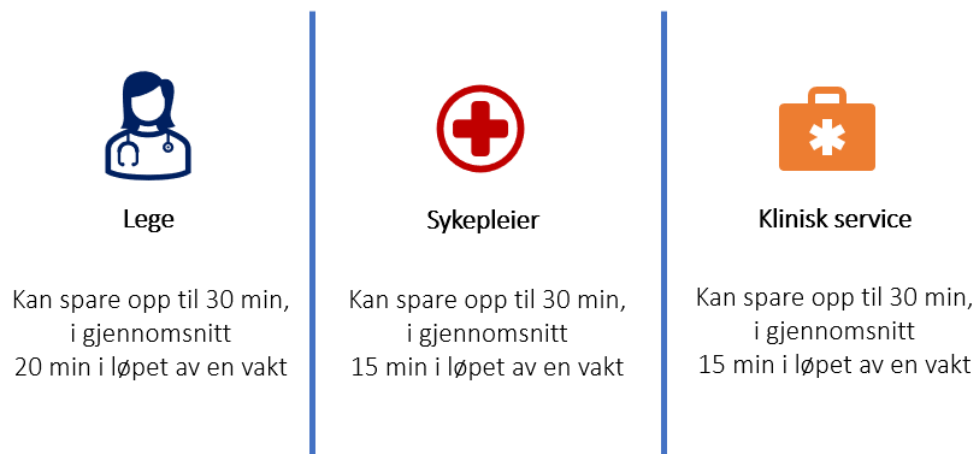 Lege
Kan spare opp til 30 min,
i gjennomsnitt
20 min i løpet av en vakt
Sykepleier
Kan spare opp til 30 min,
i gjennomsnitt
15 min i løpet av en vakt
Klinisk service
Kan spare opp til 30 min,
i gjennomsnitt
15 min i løpet av en vakt